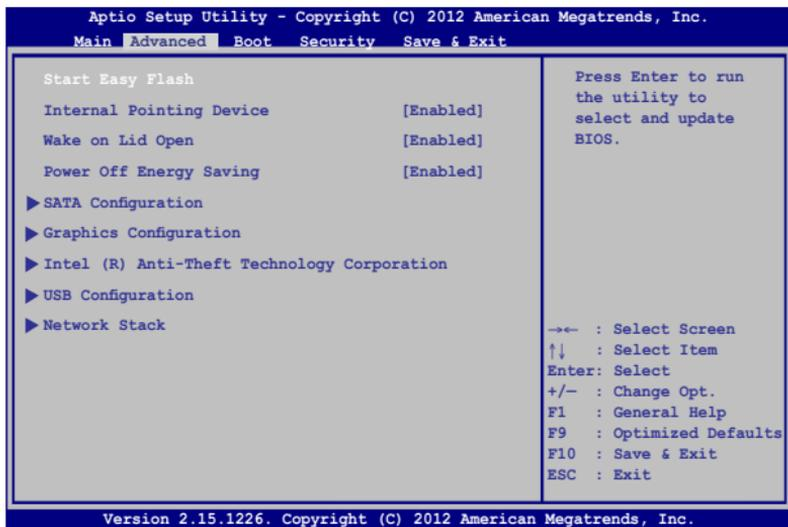 Aptio Setup Utility - Copyright (C) 2012 American Megatrends, Inc.
Main Advanced Boot Security Save & Exit
Start Easy Flash
Internal Pointing Device [Enabled]
Wake on Lid Open [Enabled]
Power Off Energy Saving [Enabled]
SATA Configuration
Graphics Configuration
Intel (R) Anti-Theft Technology Corporation
USB Configuration
Network Stack
Press Enter to run
the utility to
select and update
BIOS.
→← : Select Screen
↑↓ : Select Item
Enter: Select
+/— : Change Opt.
F1 : General Help
F9 : Optimized Defaults
F10 : Save & Exit
ESC : Exit
Version 2.15.1226. Copyright (C) 2012 American Megatrends, Inc.